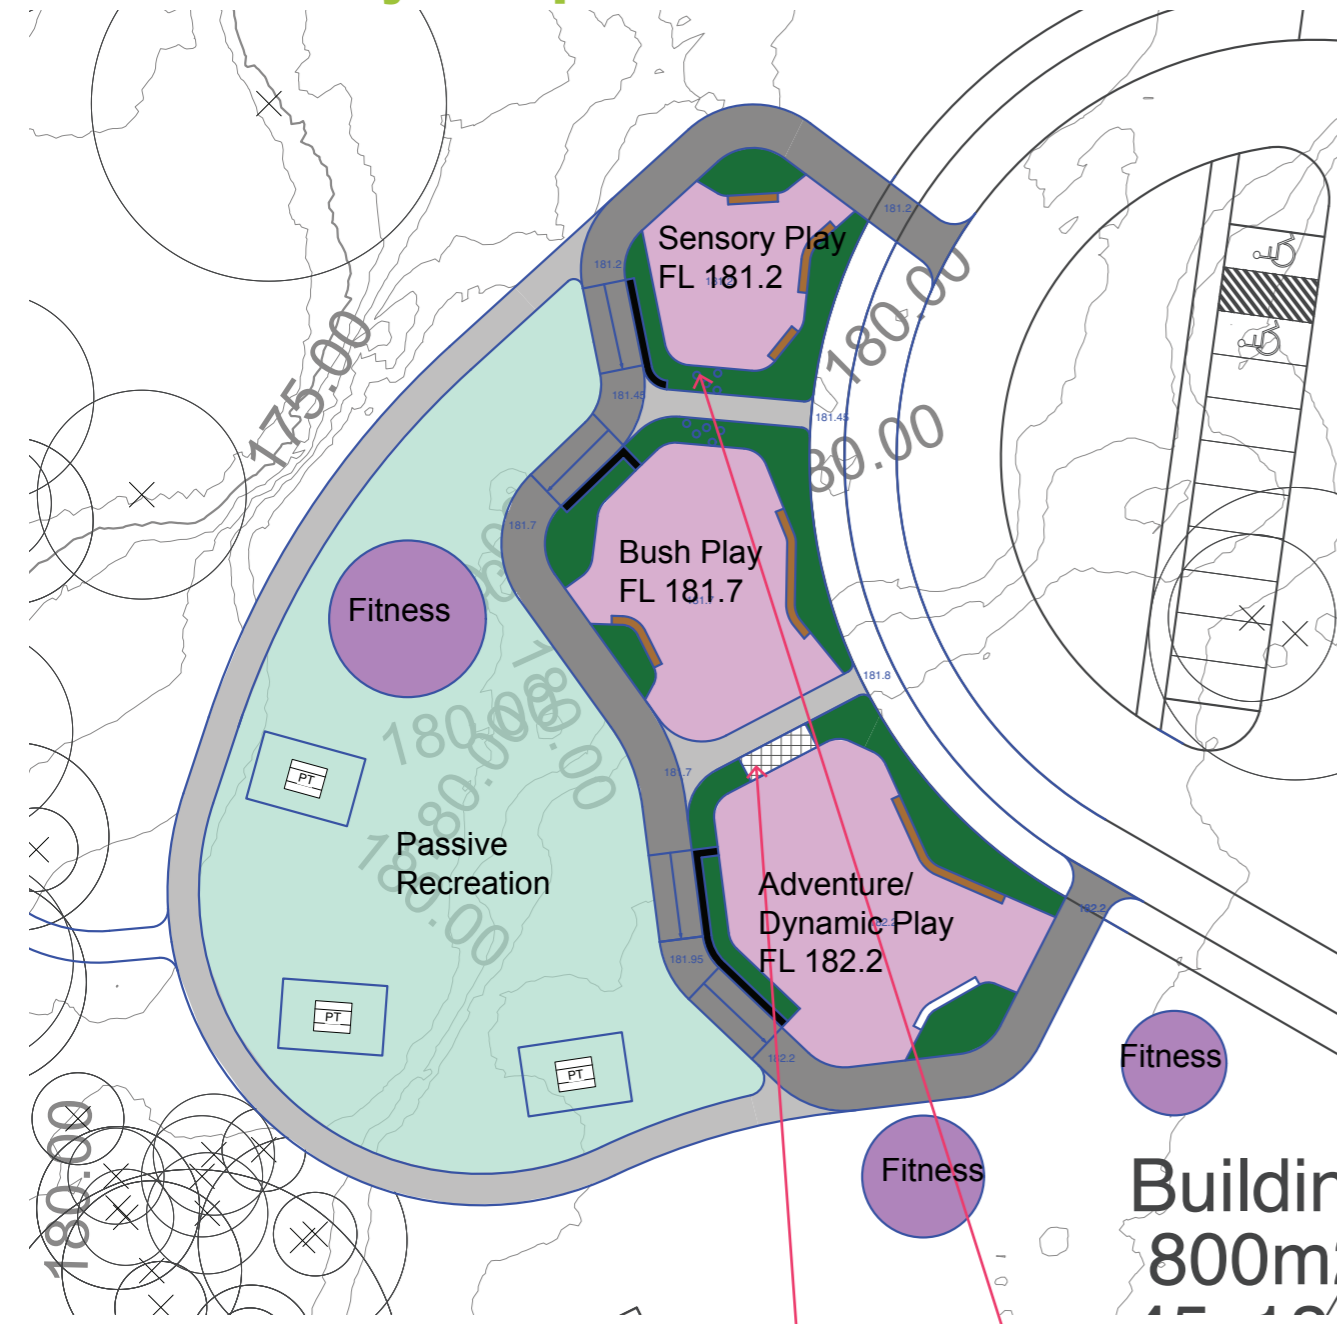 181.2
Sensory Play
FL 181.2
181.2
180.00
175.00
181.45
181.45
80.00
181.7
Bush Play
FL 181.7
Fitness
180.00
180.00
181.8
181.7
PT
Passive
Recreation
180.00
Adventure/
Dynamic Play
FL 182.2
182.2
181.95
PT
182.2
PT
Fitness
Fitness
180.00
Buildin
800m